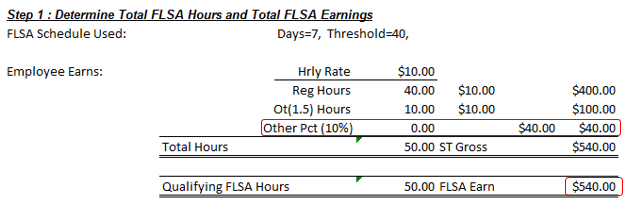 Step 1 : Determine Total FLSA Hours and Total FLSA Earnings
FLSA Schedule Used: Days=7, Threshold=40,
Employee Earns: Hrly Rate $10.00
Reg Hours 40.00 $10.00 $400.00
Ot(1.5) Hours 10.00 $10.00 $100.00
Other Pct (10%) 0.00 $40.00 $40.00
Total Hours 50.00 ST Gross $540.00
Qualifying FLSA Hours 50.00 FLSA Earn $540.00